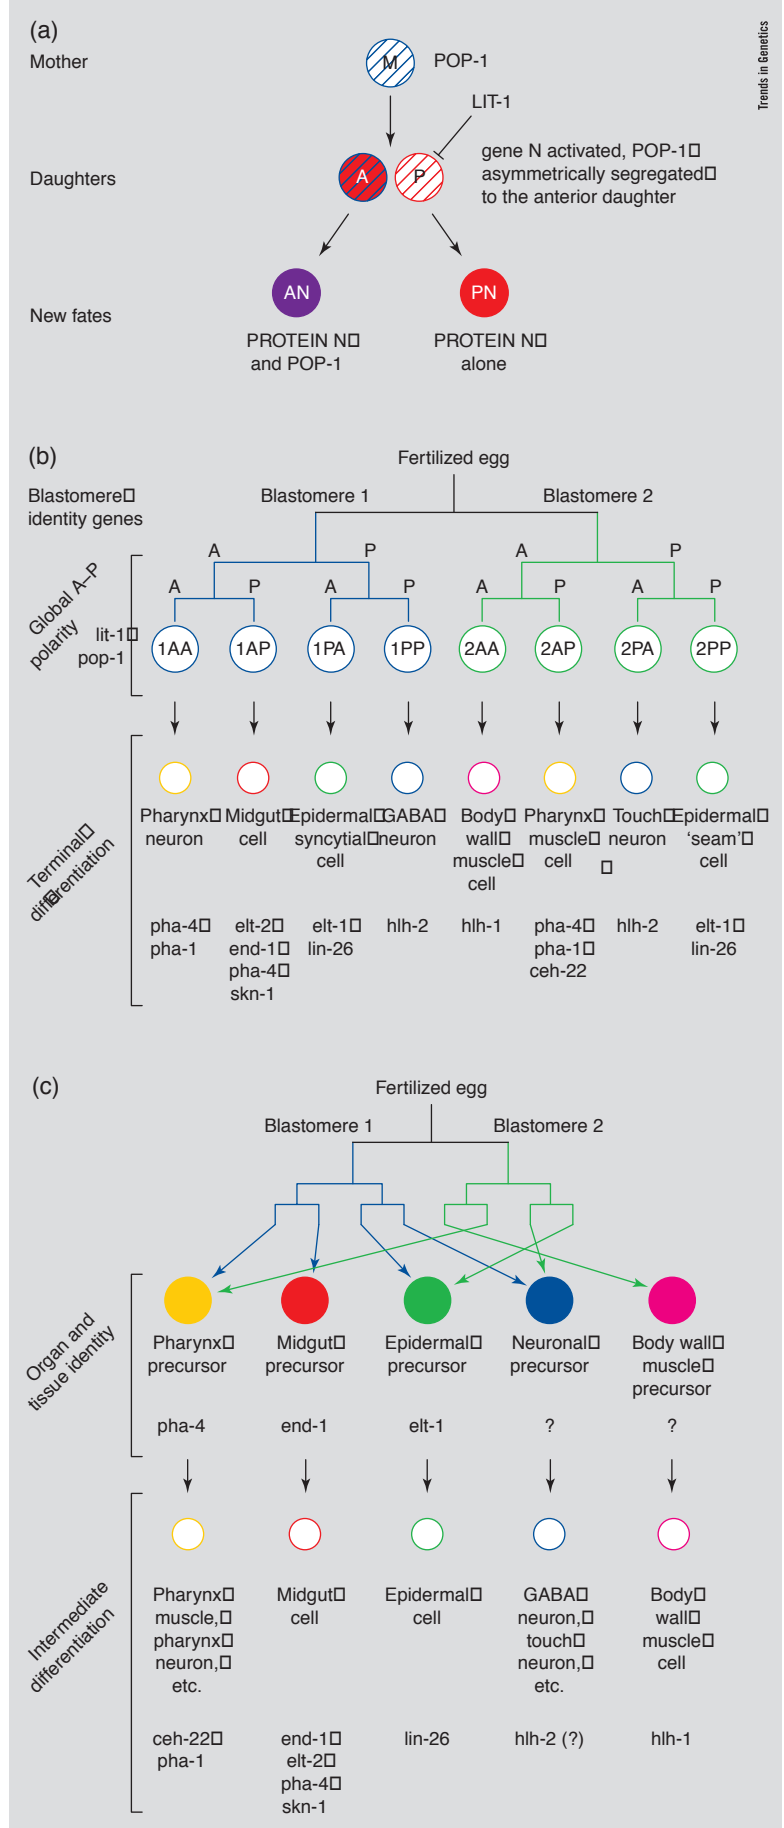 (a)
Trends in Genetics
Mother
M
POP-1
LIT-1
Daughters
A
P
gene N activated, POP-1
asymmetrically segregated
to the anterior daughter
New fates
AN
PN
PROTEIN N
and POP-1
PROTEIN N
alone
(b)
Fertilized egg
Blastomere
identity genes
Blastomere 1
Blastomere 2
A
P
A
P
A
P
A
P
A
P
A
P
Global A–P
polarity
lit-1
pop-1
1AA
1AP
1PA
1PP
2AA
2AP
2PA
2PP
Terminal
differentiation
Pharynx
neuron
Midgut
cell
Epidermal
syncytial
cell
GABA
neuron
Body
wall
muscle
cell
Pharynx
muscle
cell
Touch
neuron
Epidermal
‘seam’
cell
pha-4
pha-1
elt-2
end-1
pha-4
skn-1
elt-1
lin-26
hlh-2
hlh-1
pha-4
pha-1
ceh-22
hlh-2
elt-1
lin-26
(c)
Fertilized egg
Blastomere 1
Blastomere 2
Organ and
tissue identity
Pharynx
precursor
Midgut
precursor
Epidermal
precursor
Neuronal
precursor
Body wall
muscle
precursor
pha-4
end-1
elt-1
?
?
Intermediate
differentiation
Pharynx
muscle,
pharynx
neuron,
etc.
Midgut
cell
Epidermal
cell
GABA
neuron,
touch
neuron,
etc.
Body
wall
muscle
cell
ceh-22
pha-1
end-1
elt-2
pha-4
skn-1
lin-26
hlh-2 (?)
hlh-1